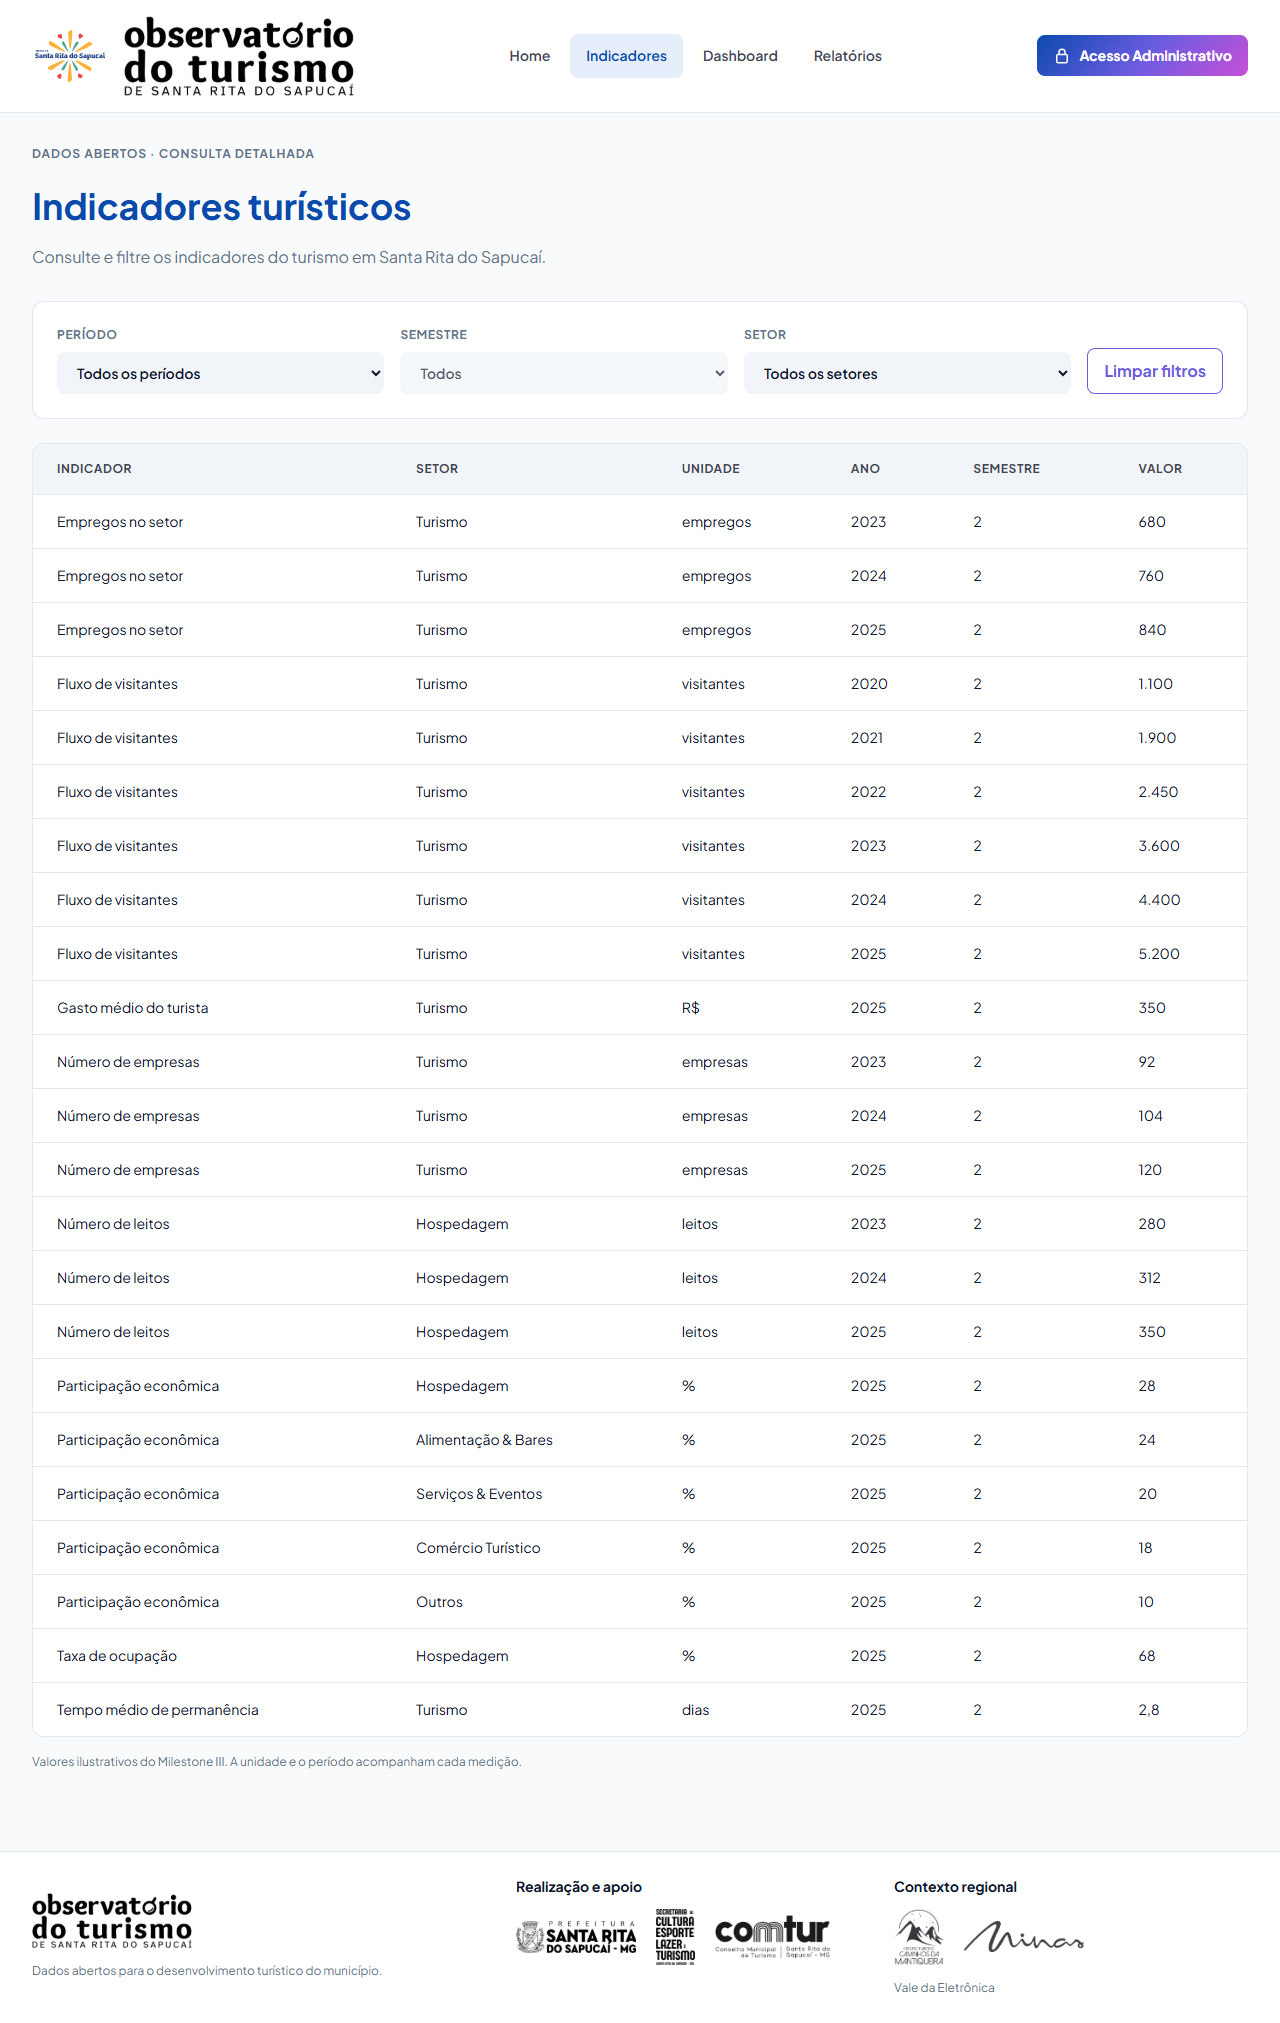 Santa Rita do Sapucaí
observatório
do turismo
DE SANTA RITA DO SAPUCAÍ
Home
Indicadores
Dashboard
Relatórios
Acesso Administrativo
DADOS ABERTOS · CONSULTA DETALHADA
Indicadores turísticos
Consulte e filtre os indicadores do turismo em Santa Rita do Sapucaí.
PERÍODO SEMESTRE SETOR
Todos os períodos Todos Todos os setores Limpar filtros
INDICADOR SETOR UNIDADE ANO SEMESTRE VALOR
Empregos no setor Turismo empregos 2023 2 680
Empregos no setor Turismo empregos 2024 2 760
Empregos no setor Turismo empregos 2025 2 840
Fluxo de visitantes Turismo visitantes 2020 2 1.100
Fluxo de visitantes Turismo visitantes 2021 2 1.900
Fluxo de visitantes Turismo visitantes 2022 2 2.450
Fluxo de visitantes Turismo visitantes 2023 2 3.600
Fluxo de visitantes Turismo visitantes 2024 2 4.400
Fluxo de visitantes Turismo visitantes 2025 2 5.200
Gasto médio do turista Turismo R$ 2025 2 350
Número de empresas Turismo empresas 2023 2 92
Número de empresas Turismo empresas 2024 2 104
Número de empresas Turismo empresas 2025 2 120
Número de leitos Hospedagem leitos 2023 2 280
Número de leitos Hospedagem leitos 2024 2 312
Número de leitos Hospedagem leitos 2025 2 350
Participação econômica Hospedagem % 2025 2 28
Participação econômica Alimentação & Bares % 2025 2 24
Participação econômica Serviços & Eventos % 2025 2 20
Participação econômica Comércio Turístico % 2025 2 18
Participação econômica Outros % 2025 2 10
Taxa de ocupação Hospedagem % 2025 2 68
Tempo médio de permanência Turismo dias 2025 2 2,8
Valores ilustrativos do Milestone III. A unidade e o período acompanham cada medição.
observatório
do turismo
DE SANTA RITA DO SAPUCAÍ
Dados abertos para o desenvolvimento turístico do município.
Realização e apoio
PREFEITURA
SANTA RITA
DO SAPUCAÍ - MG
SECRETARIA DE
CULTURA
ESPORTE
LAZER E
TURISMO
comtur
Conselho Municipal de Turismo | Santa Rita do Sapucaí - MG
Contexto regional
CAMINHOS DA
MANTIQUEIRA
Minas
Vale da Eletrônica